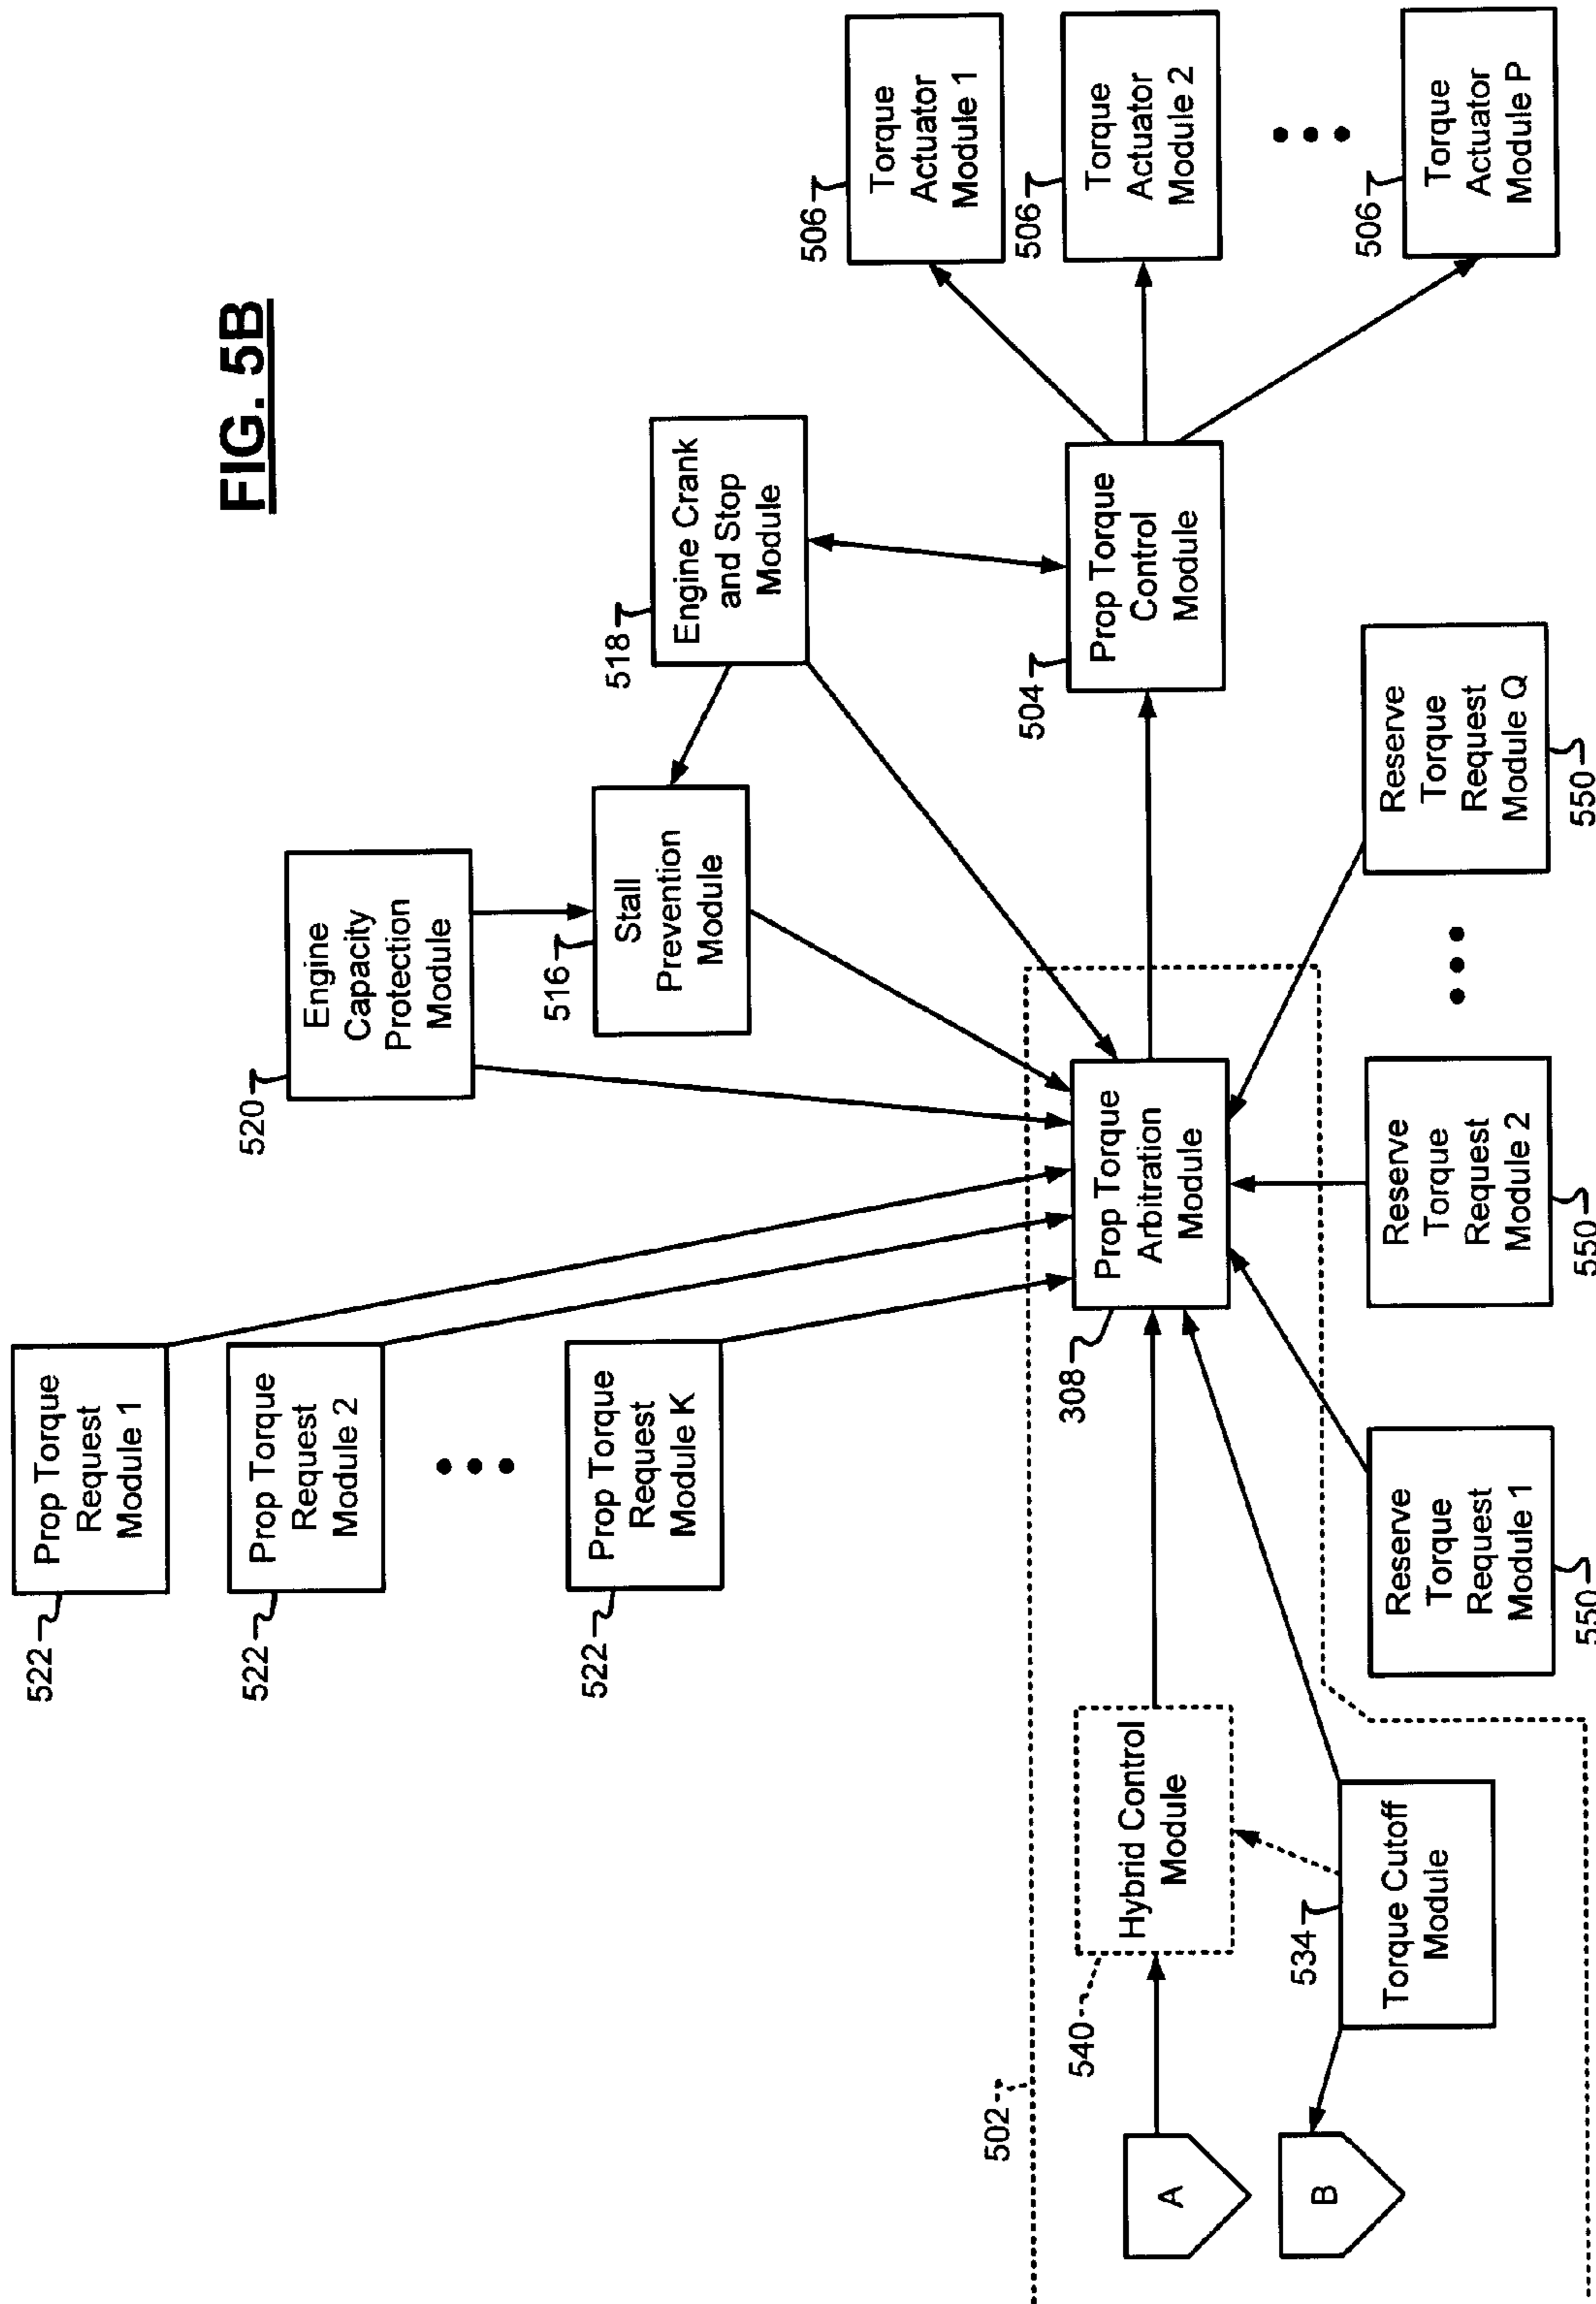 FIG. 5B
522
Prop Torque
Request
Module 1
522
Prop Torque
Request
Module 2
522
Prop Torque
Request
Module K
520
Engine
Capacity
Protection
Module
516
Stall
Prevention
Module
518
Engine Crank
and Stop
Module
502
A
B
540
Hybrid Control
Module
534
Torque Cutoff
Module
308
Prop Torque
Arbitration
Module
504
Prop Torque
Control
Module
506
Torque
Actuator
Module 1
506
Torque
Actuator
Module 2
506
Torque
Actuator
Module P
Reserve
Torque
Request
Module 1
550
Reserve
Torque
Request
Module 2
550
Reserve
Torque
Request
Module Q
550